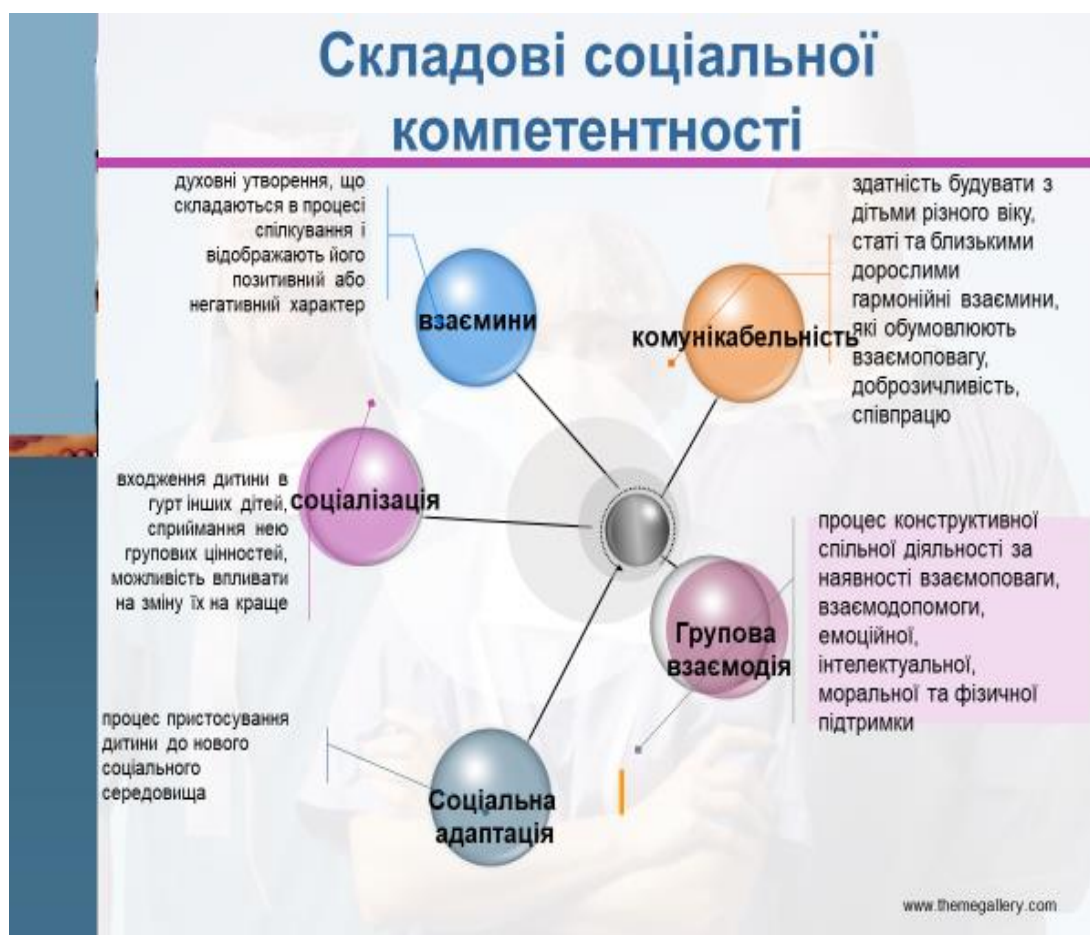 Складові соціальної
компетентності
духовні утворення, що
складаються в процесі
спілкування і
відображають його
позитивний або
негативний характер
взаємини
здатність будувати з
дітьми різного віку,
статі та близькими
дорослими
гармонійні взаємини,
які обумовлюють
взаємоповагу,
доброзичливість,
співпрацю
комунікабельність
входження дитини в
гурт інших дітей,
сприймання нею
групових цінностей,
можливість впливати
на зміну їх на краще
соціалізація
процес конструктивної
спільної діяльності за
наявності взаємоповаги,
взаємодопомоги,
емоційної,
інтелектуальної,
моральної та фізичної
підтримки
Групова
взаємодія
процес пристосування
дитини до нового
соціального
середовища
Соціальна
адаптація
www.themegallery.com